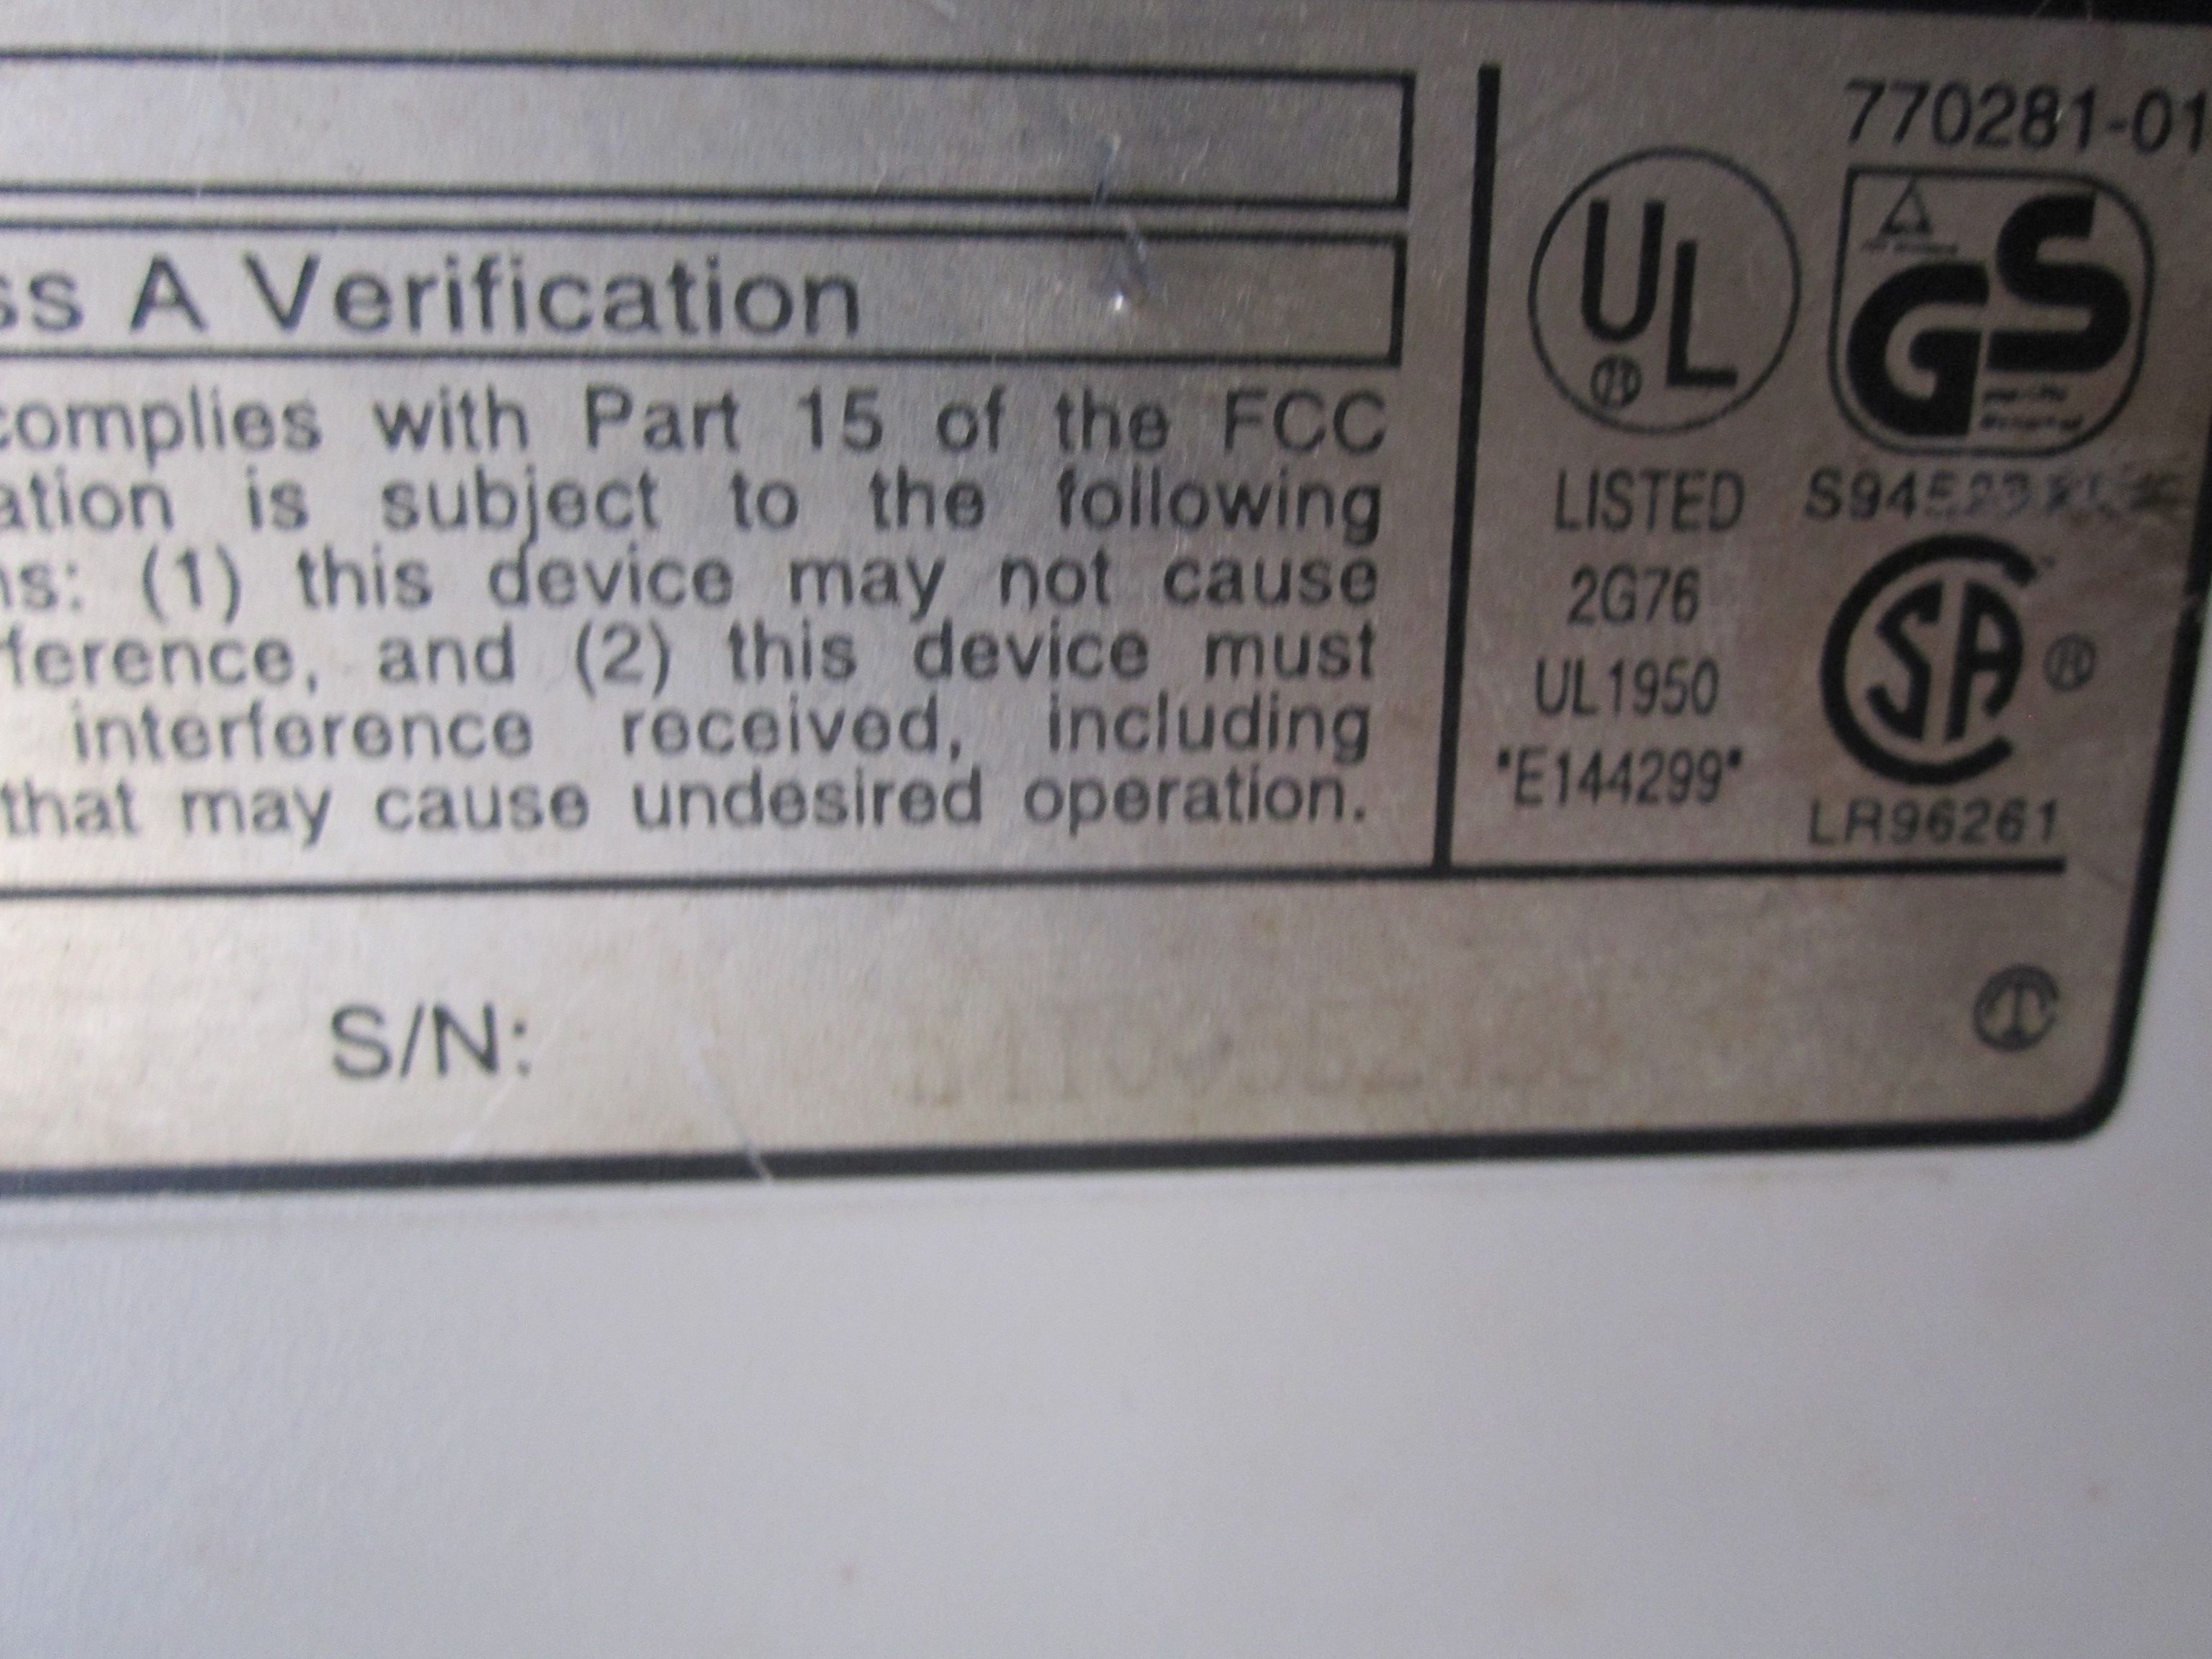 770281-01
ss A Verification
complies with Part 15 of the FCC
ation is subject to the following
ns: (1) this device may not cause
ference, and (2) this device must
interference received, including
that may cause undesired operation.
UL
LISTED
2G76
UL1950
"E144299"
GS
SA
LR96261
S/N: